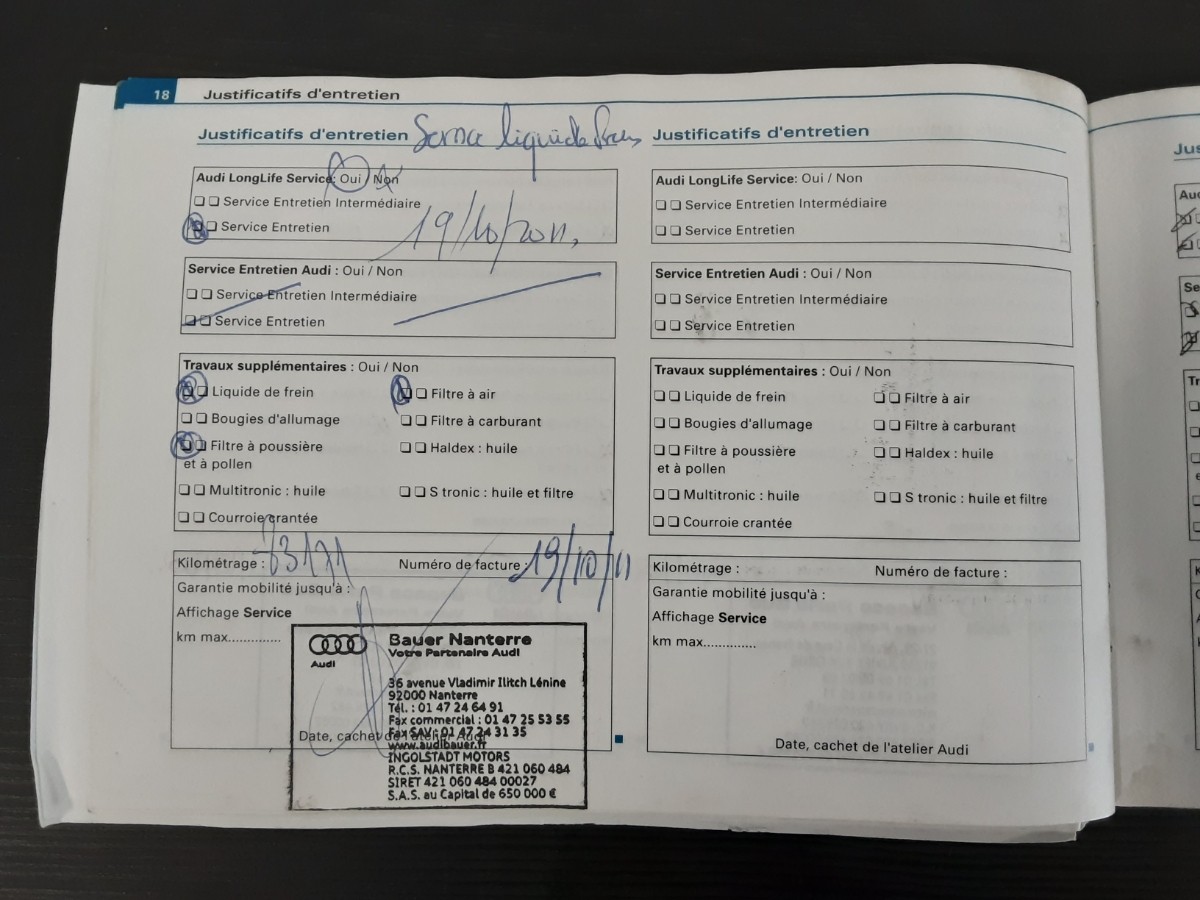 18 Justificatifs d'entretien
Justificatifs d'entretien Service liquide frein
Audi LongLife Service: Oui / Non
❑ ❑ Service Entretien Intermédiaire
❑ ❑ Service Entretien
19/10/2011,
Service Entretien Audi : Oui / Non
❑ ❑ Service Entretien Intermédiaire
❑ ❑ Service Entretien
Travaux supplémentaires : Oui / Non
❑ ❑ Liquide de frein ❑ ❑ Filtre à air
❑ ❑ Bougies d'allumage ❑ ❑ Filtre à carburant
❑ ❑ Filtre à poussière ❑ ❑ Haldex : huile
et à pollen
❑ ❑ Multitronic : huile ❑ ❑ S tronic : huile et filtre
❑ ❑ Courroie crantée
Kilométrage : Numéro de facture : 19/10/11
Garantie mobilité jusqu'à :
Affichage Service
km max..............
Audi
Bauer Nanterre
Votre Partenaire Audi
36 avenue Vladimir Ilitch Lénine
92000 Nanterre
Tél. : 01 47 24 64 91
Fax commercial : 01 47 25 53 55
Fax SAV : 01 47 24 31 35
www.audibauer.fr
INGOLSTADT MOTORS
R.C.S. NANTERRE B 421 060 484
SIRET 421 060 484 00027
S.A.S. au Capital de 650 000 €
Date, cachet de l'atelier Audi
Justificatifs d'entretien
Audi LongLife Service: Oui / Non
❑ ❑ Service Entretien Intermédiaire
❑ ❑ Service Entretien
Service Entretien Audi : Oui / Non
❑ ❑ Service Entretien Intermédiaire
❑ ❑ Service Entretien
Travaux supplémentaires : Oui / Non
❑ ❑ Liquide de frein ❑ ❑ Filtre à air
❑ ❑ Bougies d'allumage ❑ ❑ Filtre à carburant
❑ ❑ Filtre à poussière ❑ ❑ Haldex : huile
et à pollen
❑ ❑ Multitronic : huile ❑ ❑ S tronic : huile et filtre
❑ ❑ Courroie crantée
Kilométrage : Numéro de facture :
Garantie mobilité jusqu'à :
Affichage Service
km max..............
Date, cachet de l'atelier Audi